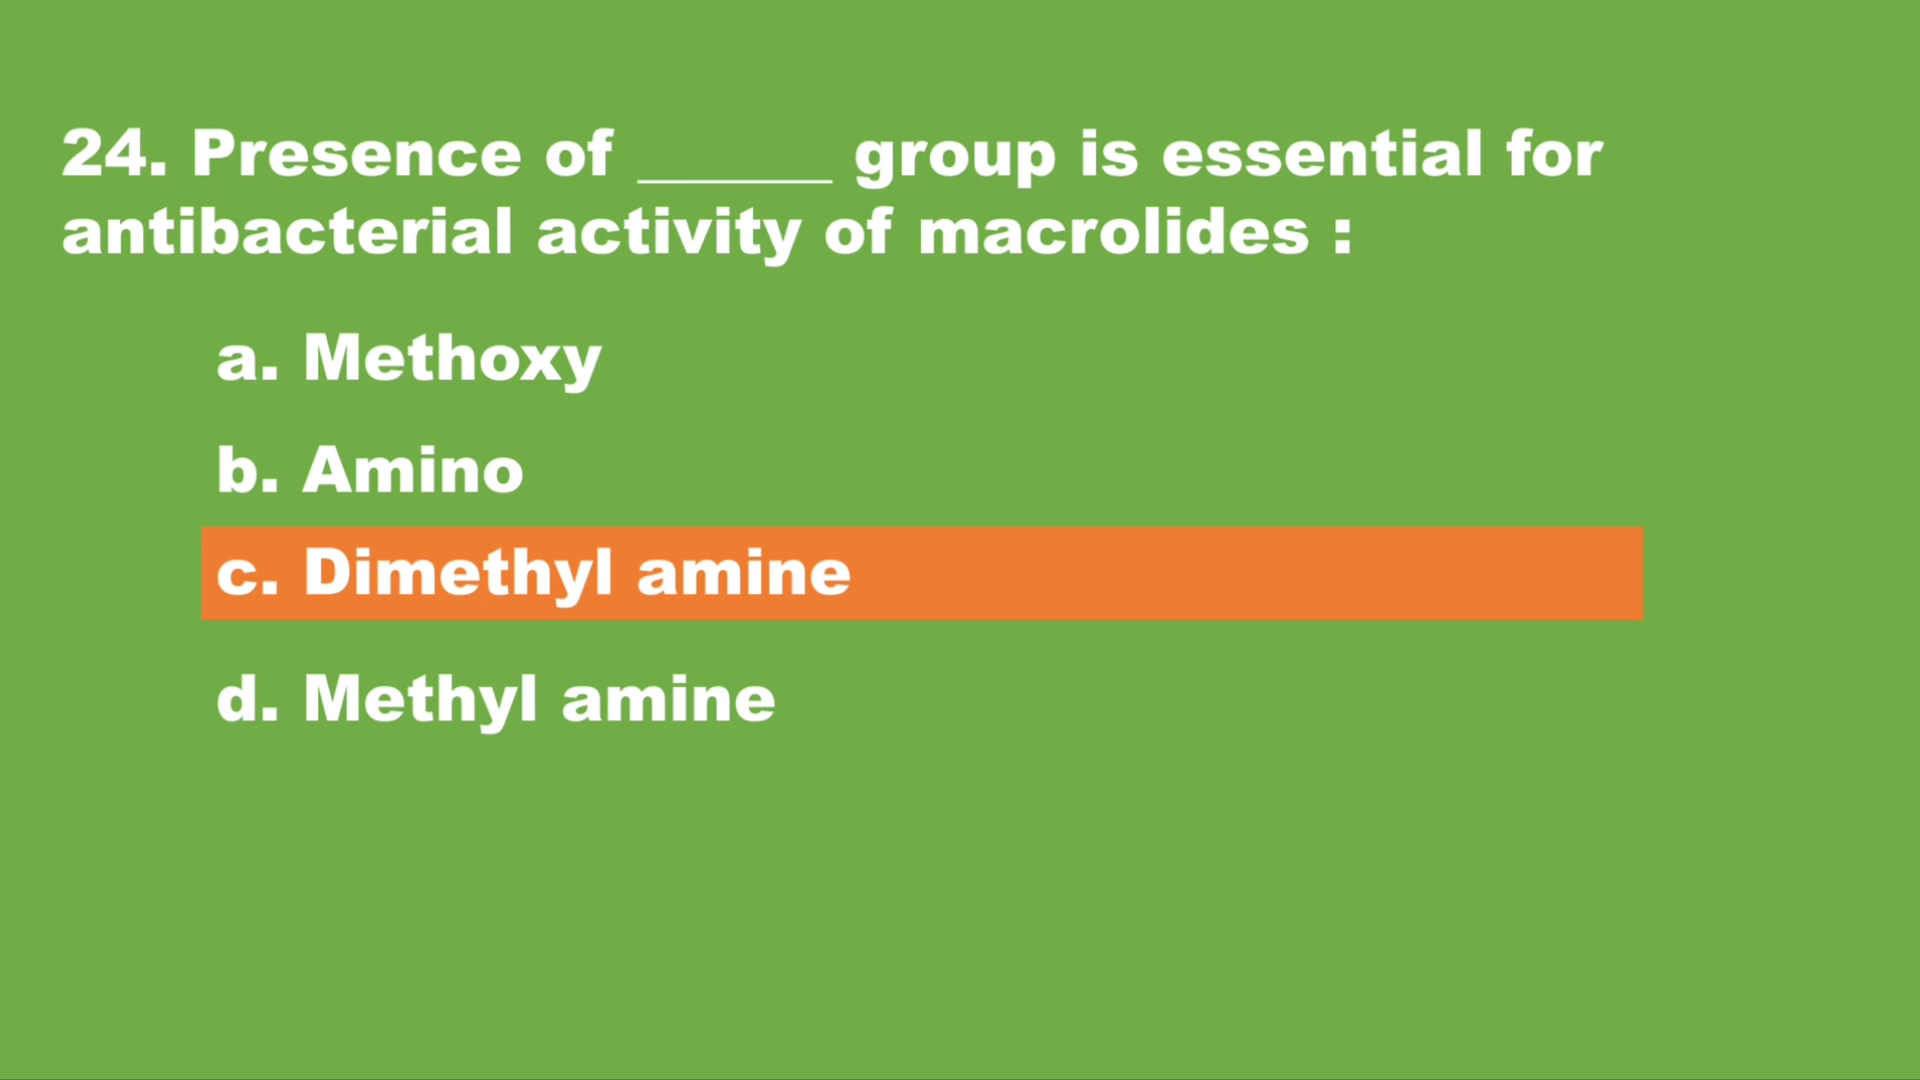 24. Presence of ______ group is essential for
antibacterial activity of macrolides :
a. Methoxy
b. Amino
c. Dimethyl amine
d. Methyl amine